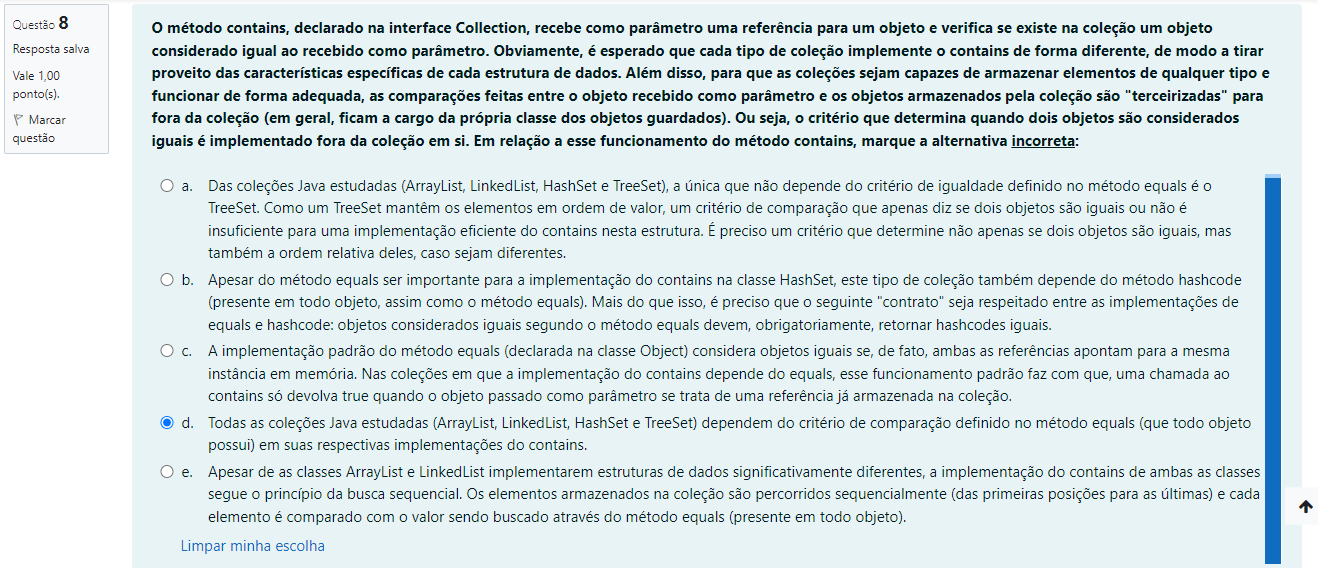 Questão 8
Resposta salva
Vale 1,00
ponto(s).
Marcar
questão
O método contains, declarado na interface Collection, recebe como parâmetro uma referência para um objeto e verifica se existe na coleção um objeto
considerado igual ao recebido como parâmetro. Obviamente, é esperado que cada tipo de coleção implemente o contains de forma diferente, de modo a tirar
proveito das características específicas de cada estrutura de dados. Além disso, para que as coleções sejam capazes de armazenar elementos de qualquer tipo e
funcionar de forma adequada, as comparações feitas entre o objeto recebido como parâmetro e os objetos armazenados pela coleção são "terceirizadas" para
fora da coleção (em geral, ficam a cargo da própria classe dos objetos guardados). Ou seja, o critério que determina quando dois objetos são considerados
iguais é implementado fora da coleção em si. Em relação a esse funcionamento do método contains, marque a alternativa incorreta:
a. Das coleções Java estudadas (ArrayList, LinkedList, HashSet e TreeSet), a única que não depende do critério de igualdade definido no método equals é o
TreeSet. Como um TreeSet mantêm os elementos em ordem de valor, um critério de comparação que apenas diz se dois objetos são iguais ou não é
insuficiente para uma implementação eficiente do contains nesta estrutura. É preciso um critério que determine não apenas se dois objetos são iguais, mas
também a ordem relativa deles, caso sejam diferentes.
b. Apesar do método equals ser importante para a implementação do contains na classe HashSet, este tipo de coleção também depende do método hashcode
(presente em todo objeto, assim como o método equals). Mais do que isso, é preciso que o seguinte "contrato" seja respeitado entre as implementações de
equals e hashcode: objetos considerados iguais segundo o método equals devem, obrigatoriamente, retornar hashcodes iguais.
c. A implementação padrão do método equals (declarada na classe Object) considera objetos iguais se, de fato, ambas as referências apontam para a mesma
instância em memória. Nas coleções em que a implementação do contains depende do equals, esse funcionamento padrão faz com que, uma chamada ao
contains só devolva true quando o objeto passado como parâmetro se trata de uma referência já armazenada na coleção.
d. Todas as coleções Java estudadas (ArrayList, LinkedList, HashSet e TreeSet) dependem do critério de comparação definido no método equals (que todo objeto
possui) em suas respectivas implementações do contains.
e. Apesar de as classes ArrayList e LinkedList implementarem estruturas de dados significativamente diferentes, a implementação do contains de ambas as classes
segue o princípio da busca sequencial. Os elementos armazenados na coleção são percorridos sequencialmente (das primeiras posições para as últimas) e cada
elemento é comparado com o valor sendo buscado através do método equals (presente em todo objeto).
Limpar minha escolha